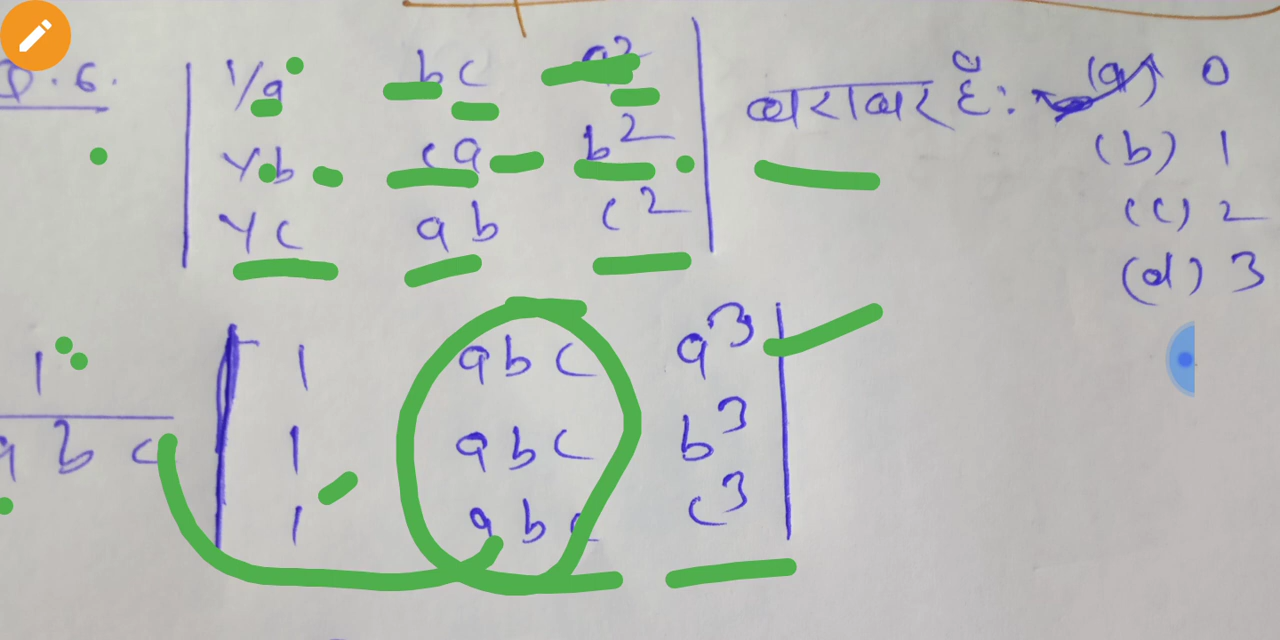 Q. 6.
1/a bc a² बराबर है: (a) 0
1/b ca b² (b) 1
1/c ab c² (c) 2
(d) 3
1 1 abc a³
abc 1 abc b³
1 abc c³